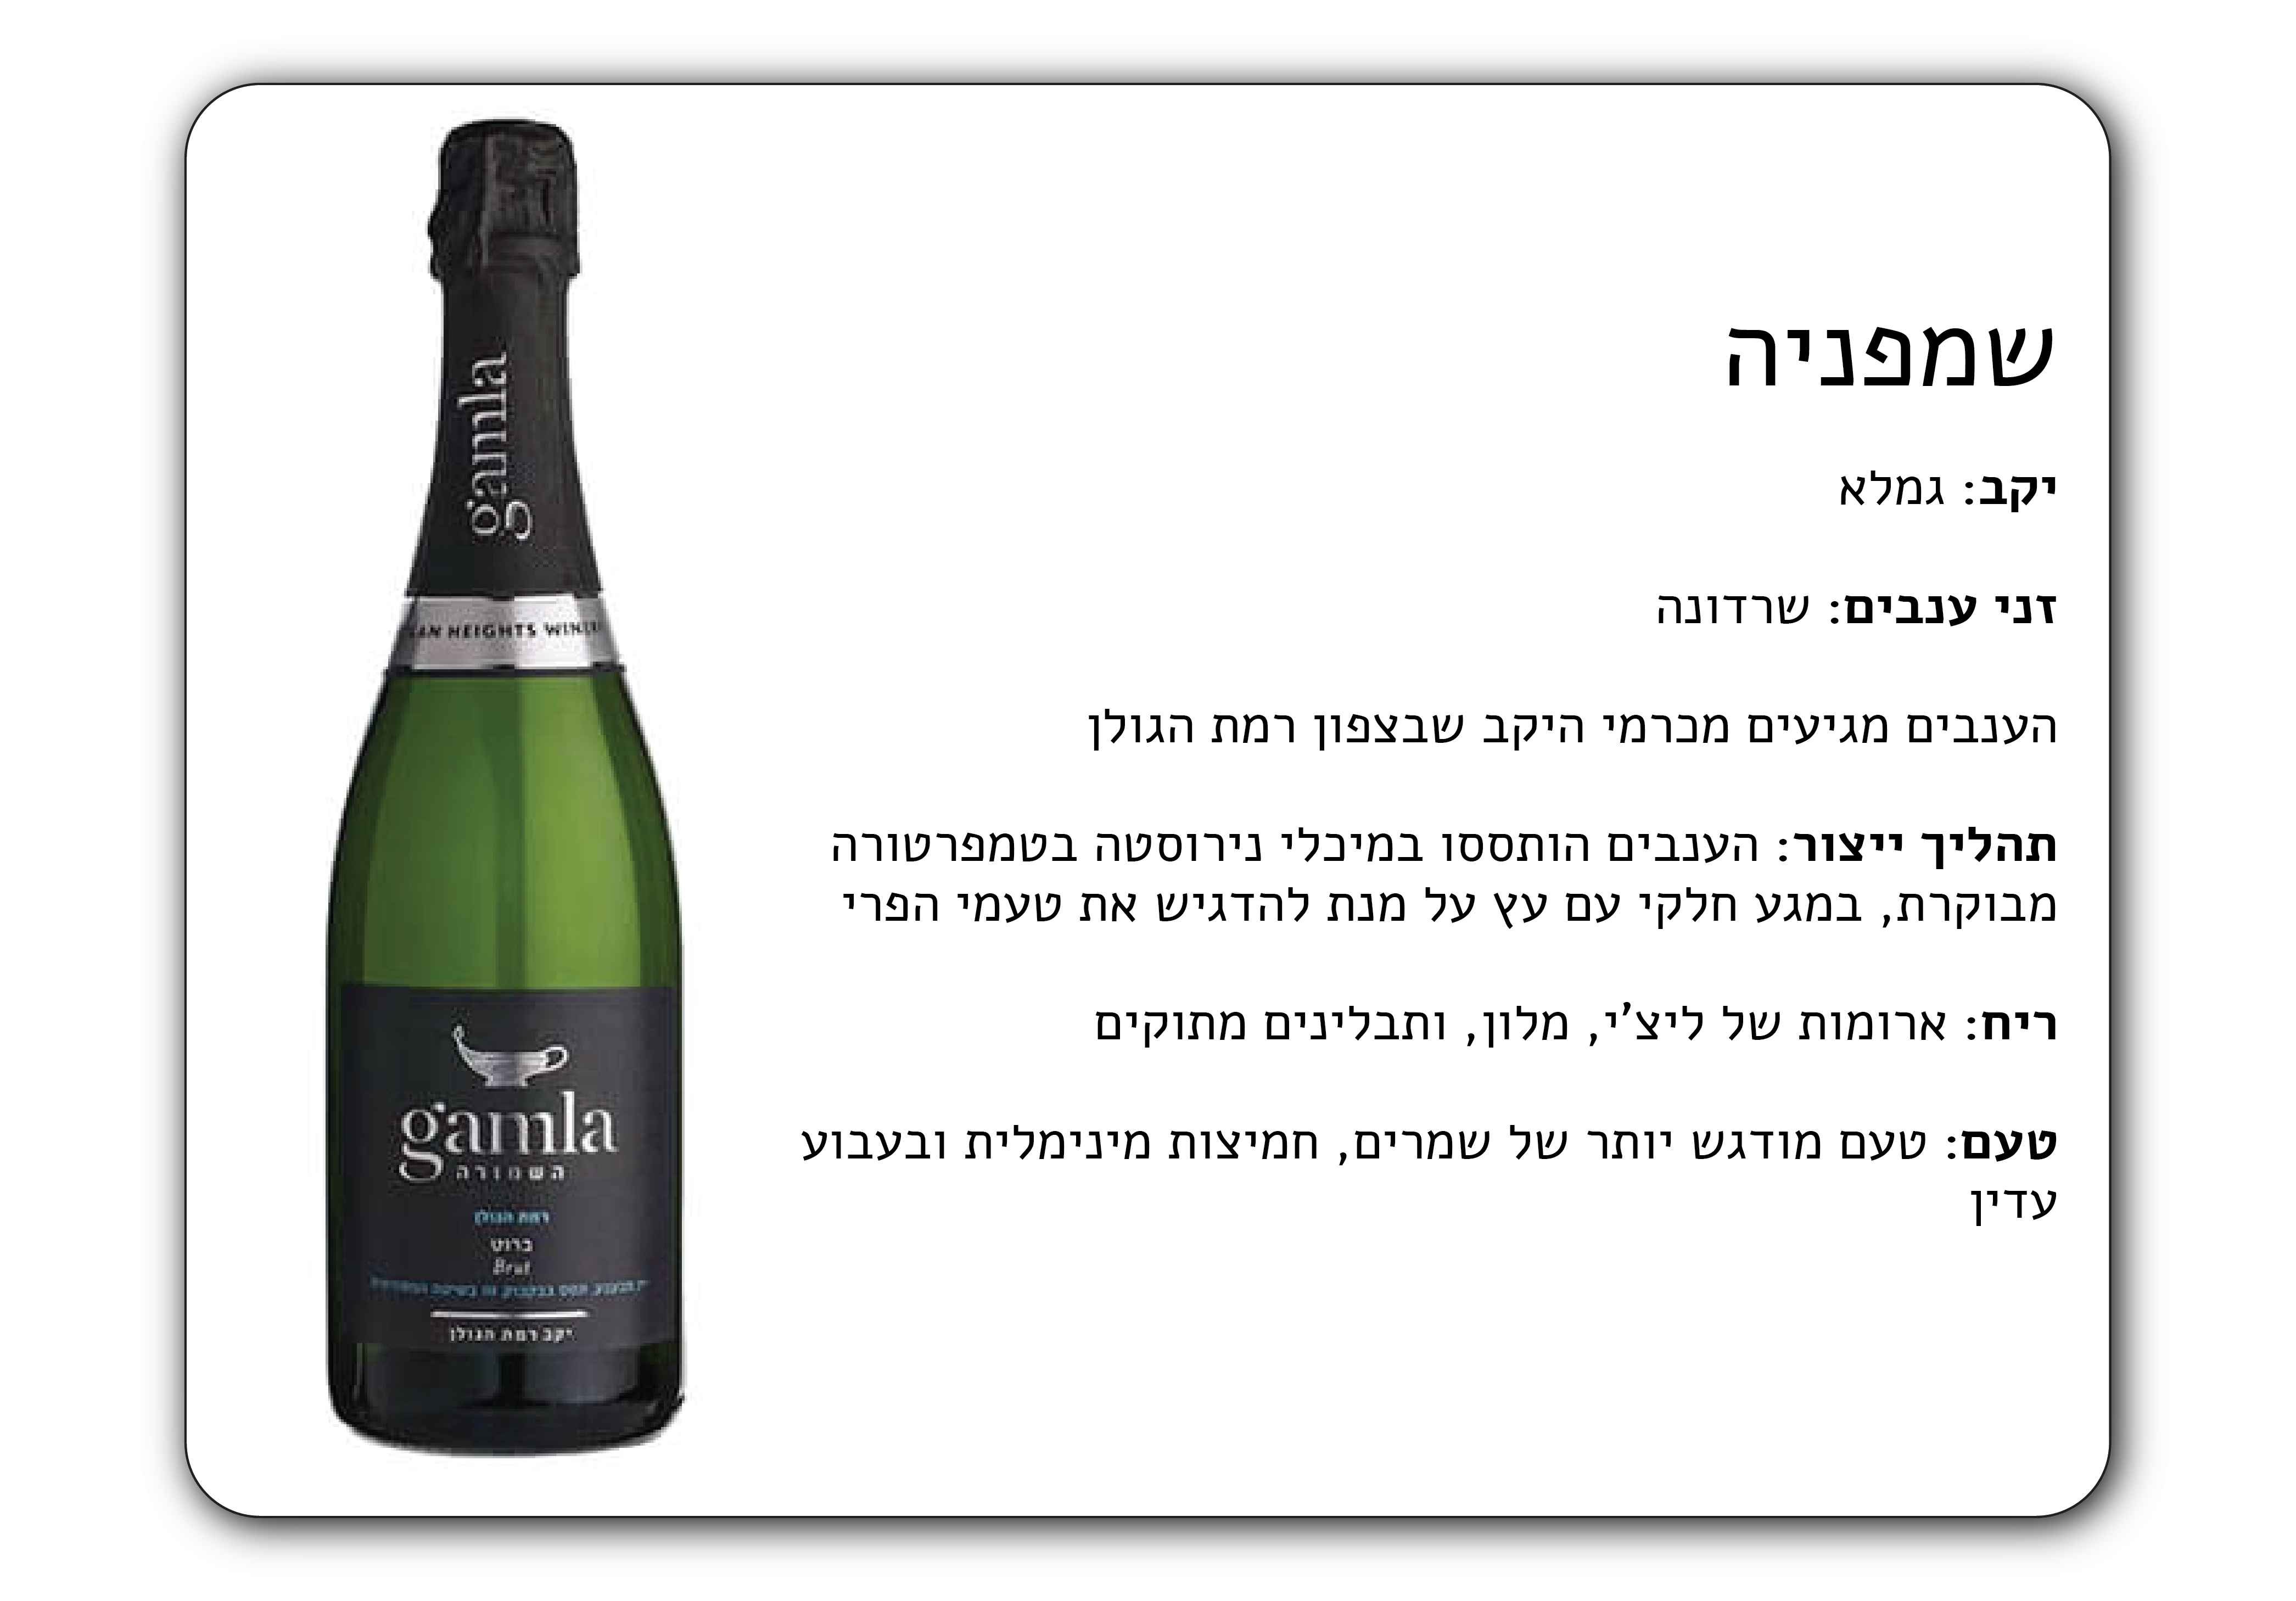 שמפניה
יקב: גמלא
זני ענבים: שרדונה
הענבים מגיעים מכרמי היקב שבצפון רמת הגולן
תהליך ייצור: הענבים הותססו במיכלי נירוסטה בטמפרטורה
מבוקרת, במגע חלקי עם עץ על מנת להדגיש את טעמי הפרי
ריח: ארומות של ליצ'י, מלון, ותבלינים מתוקים
טעם: טעם מודגש יותר של שמרים, חמיצות מינימלית ובעבוע
עדין
gamla
HEIGHTS
gamla
השמורה
רמת הגולן
ברוט
Brut
יקב רמת הגולן